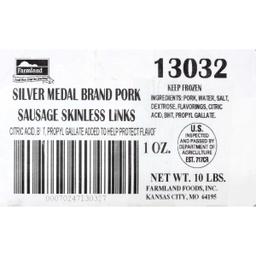 Farmland
13032
KEEP FROZEN
INGREDIENTS: PORK, WATER, SALT,
DEXTROSE, FLAVORINGS, CITRIC
ACID, BHT, PROPYL GALLATE.
SILVER MEDAL BRAND PORK
SAUSAGE SKINLESS LINKS
CITRIC ACID, BHT, PROPYL GALLATE ADDED TO HELP PROTECT FLAVOR
1 OZ.
U.S.
INSPECTED
AND PASSED BY
DEPARTMENT OF
AGRICULTURE
EST. 717CR
00070247130327
NET WT. 10 LBS.
FARMLAND FOODS, INC.
KANSAS CITY, MO 64195